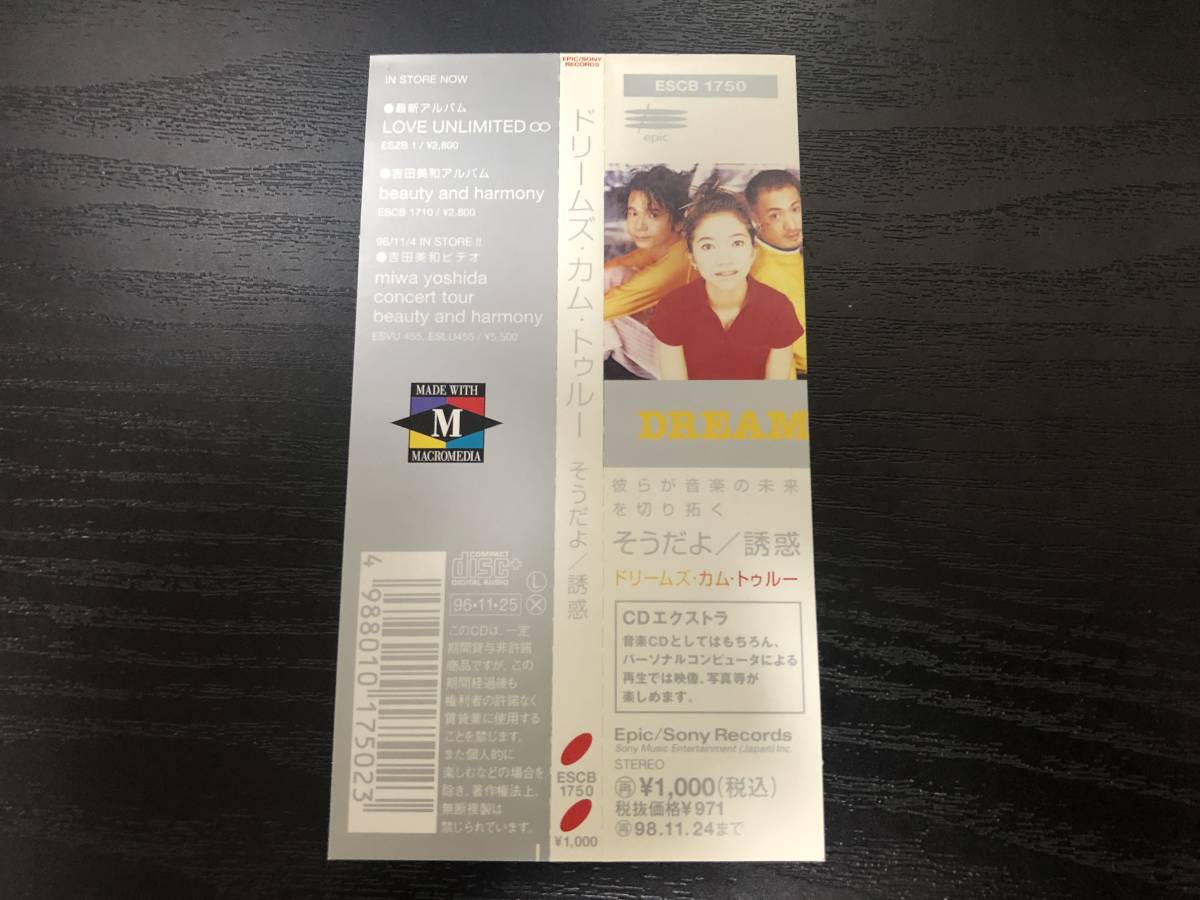 IN STORE NOW
●最新アルバム
LOVE UNLIMITED∞
ESZB 1 / ¥2,800
●吉田美和アルバム
beauty and harmony
ESCB 1710 / ¥2,800
96/11/4 IN STORE !!
●吉田美和ビデオ
miwa yoshida
concert tour
beauty and harmony
ESVU 455, ESLU455 / ¥5,500
MADE WITH
M
MACROMEDIA
4 988010 175023
COMPACT
disc+
DIGITAL AUDIO
Ⓛ
96・11・25
Ⓧ
このCDは、一定
期間貸与非許諾
商品ですが、この
期間経過後も
権利者の許諾なく
賃貸業に使用する
ことを禁じます。
また個人的に
楽しむなどの場合を
除き、著作権法上、
無断複製は
禁じられています。
EPIC/SONY
RECORDS
ドリームズ・カム・トゥルー そうだよ／誘惑
ESCB
1750
¥1,000
ESCB 1750
epic
DREAM
彼らが音楽の未来
を切り拓く
そうだよ／誘惑
ドリームズ・カム・トゥルー
CDエクストラ
音楽CDとしてはもちろん、
パーソナルコンピュータによる
再生では映像、写真等が
楽しめます。
Epic/Sony Records
Sony Music Entertainment (Japan) Inc.
STEREO
㊢¥1,000(税込)
税抜価格¥971
㊢98.11.24まで